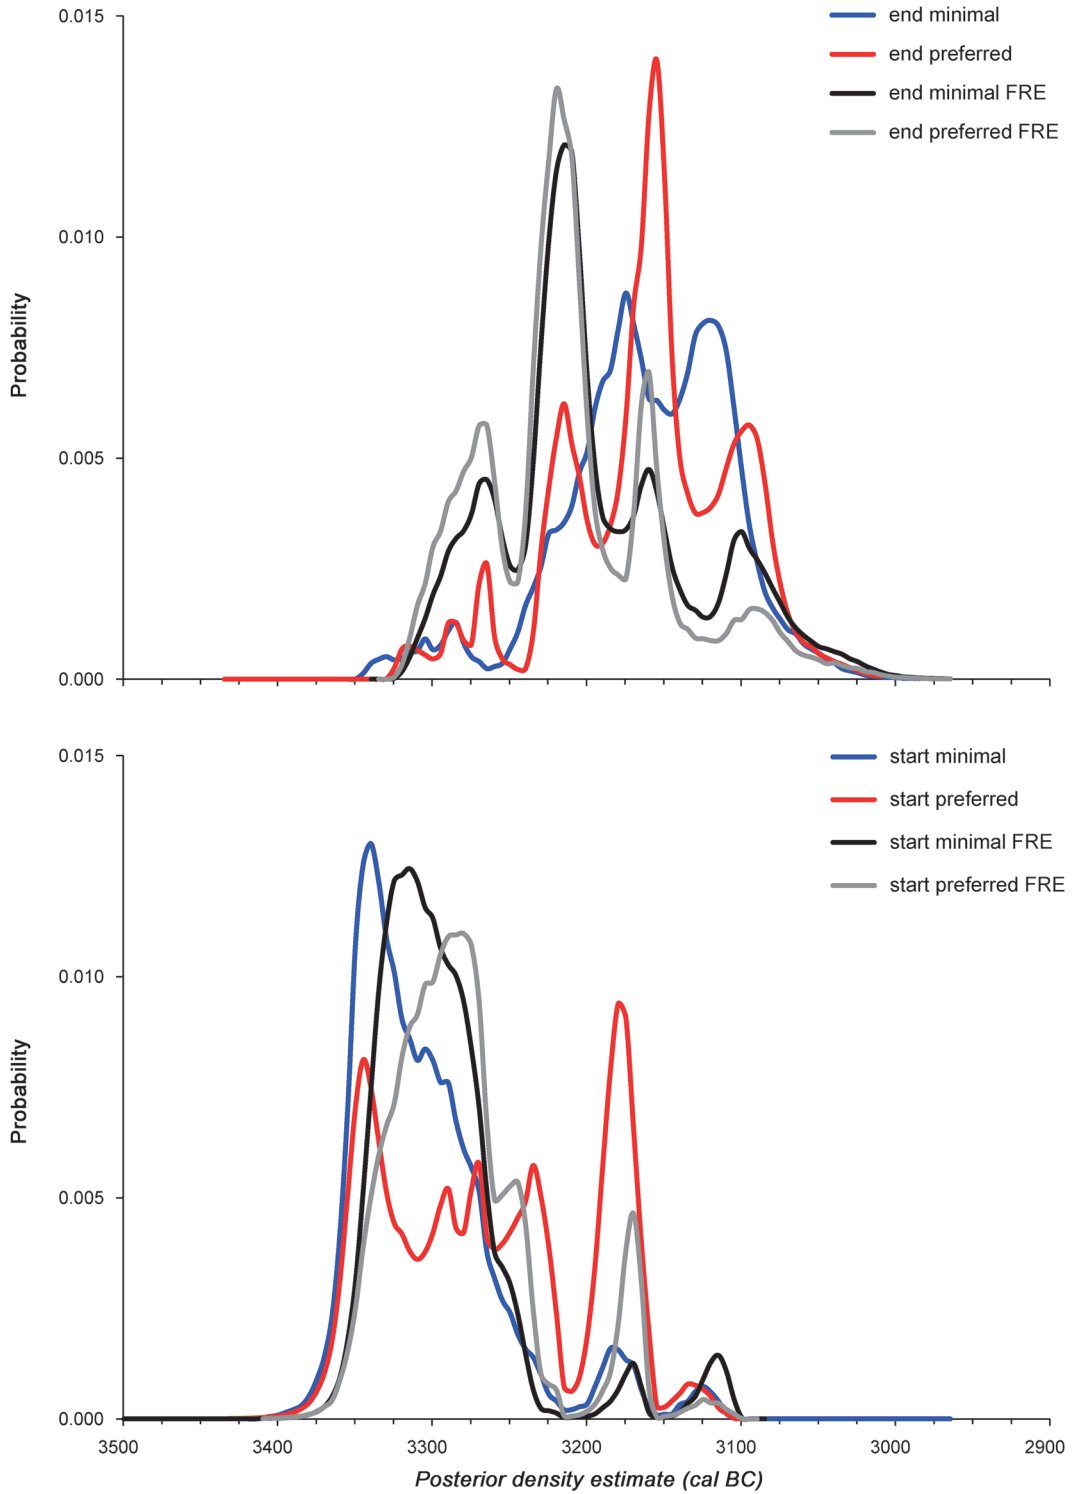 0.015
end minimal
end preferred
end minimal FRE
end preferred FRE
0.010
Probability
0.005
0.000
0.015
start minimal
start preferred
start minimal FRE
start preferred FRE
0.010
Probability
0.005
0.000
3500 3400 3300 3200 3100 3000 2900
Posterior density estimate (cal BC)